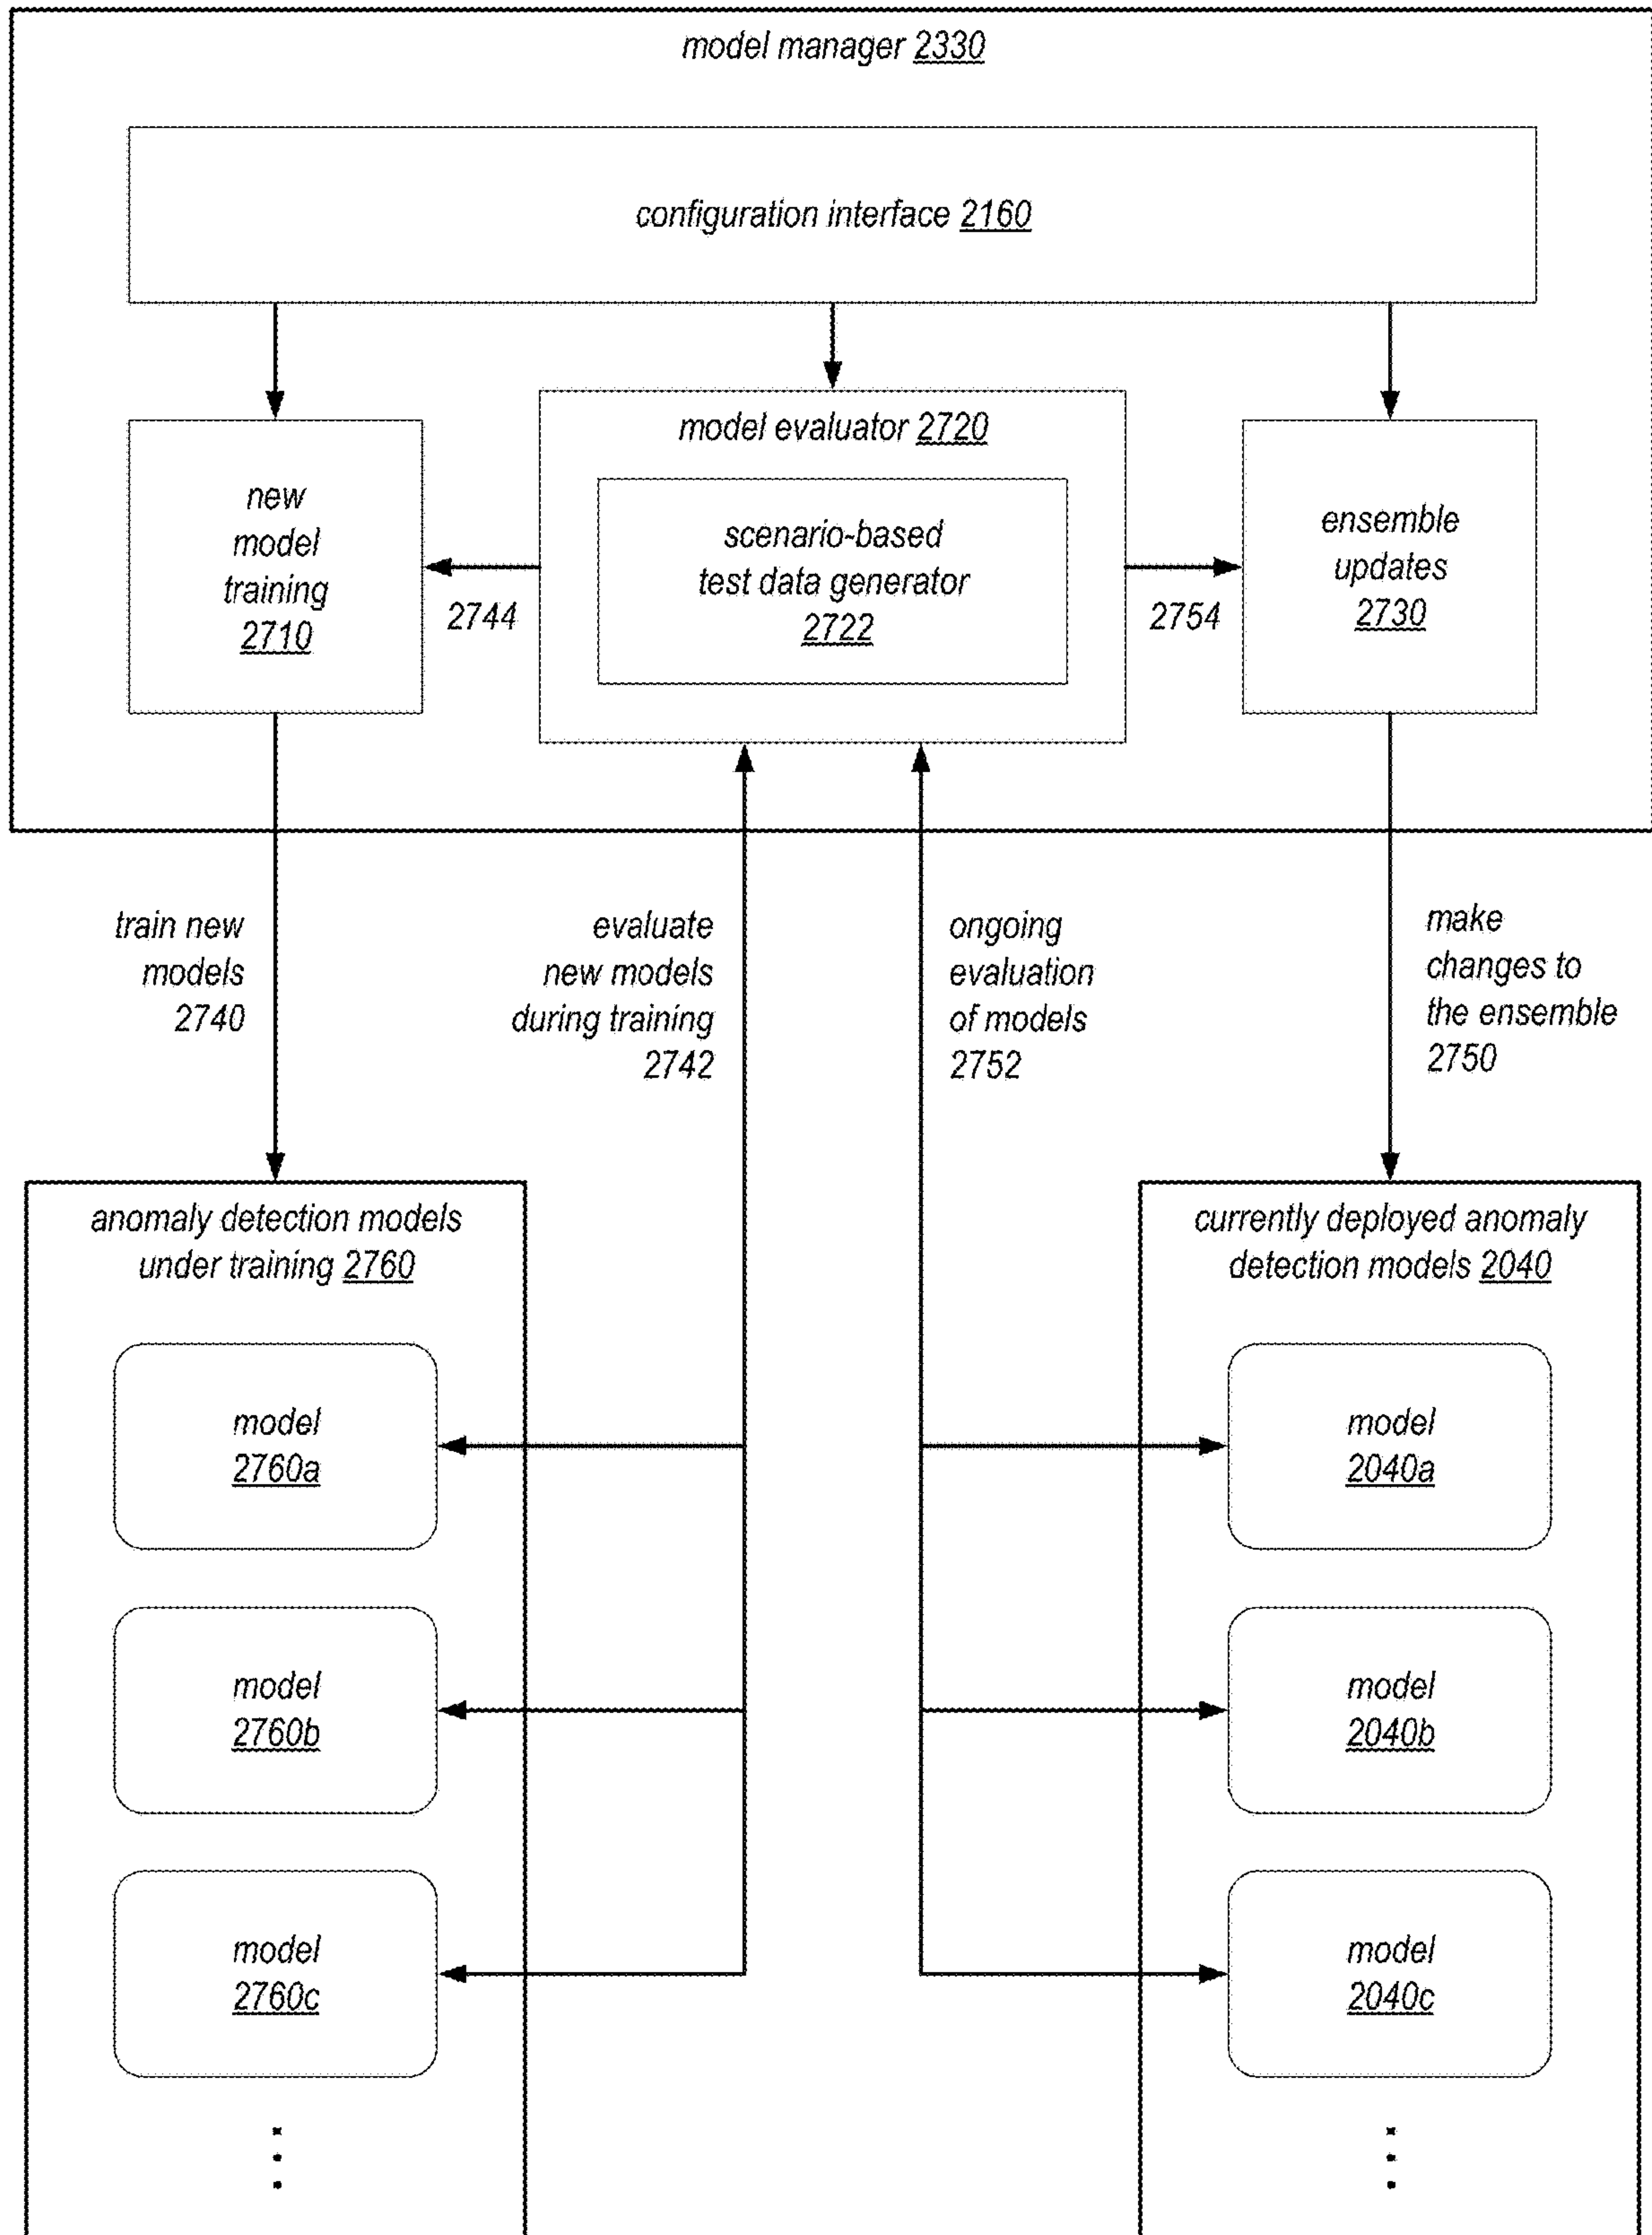 model manager 2330
configuration interface 2160
new
model
training
2710
2744
model evaluator 2720
scenario-based
test data generator
2722
2754
ensemble
updates
2730
train new
models
2740
evaluate
new models
during training
2742
ongoing
evaluation
of models
2752
make
changes to
the ensemble
2750
anomaly detection models
under training 2760
model
2760a
model
2760b
model
2760c
currently deployed anomaly
detection models 2040
model
2040a
model
2040b
model
2040c